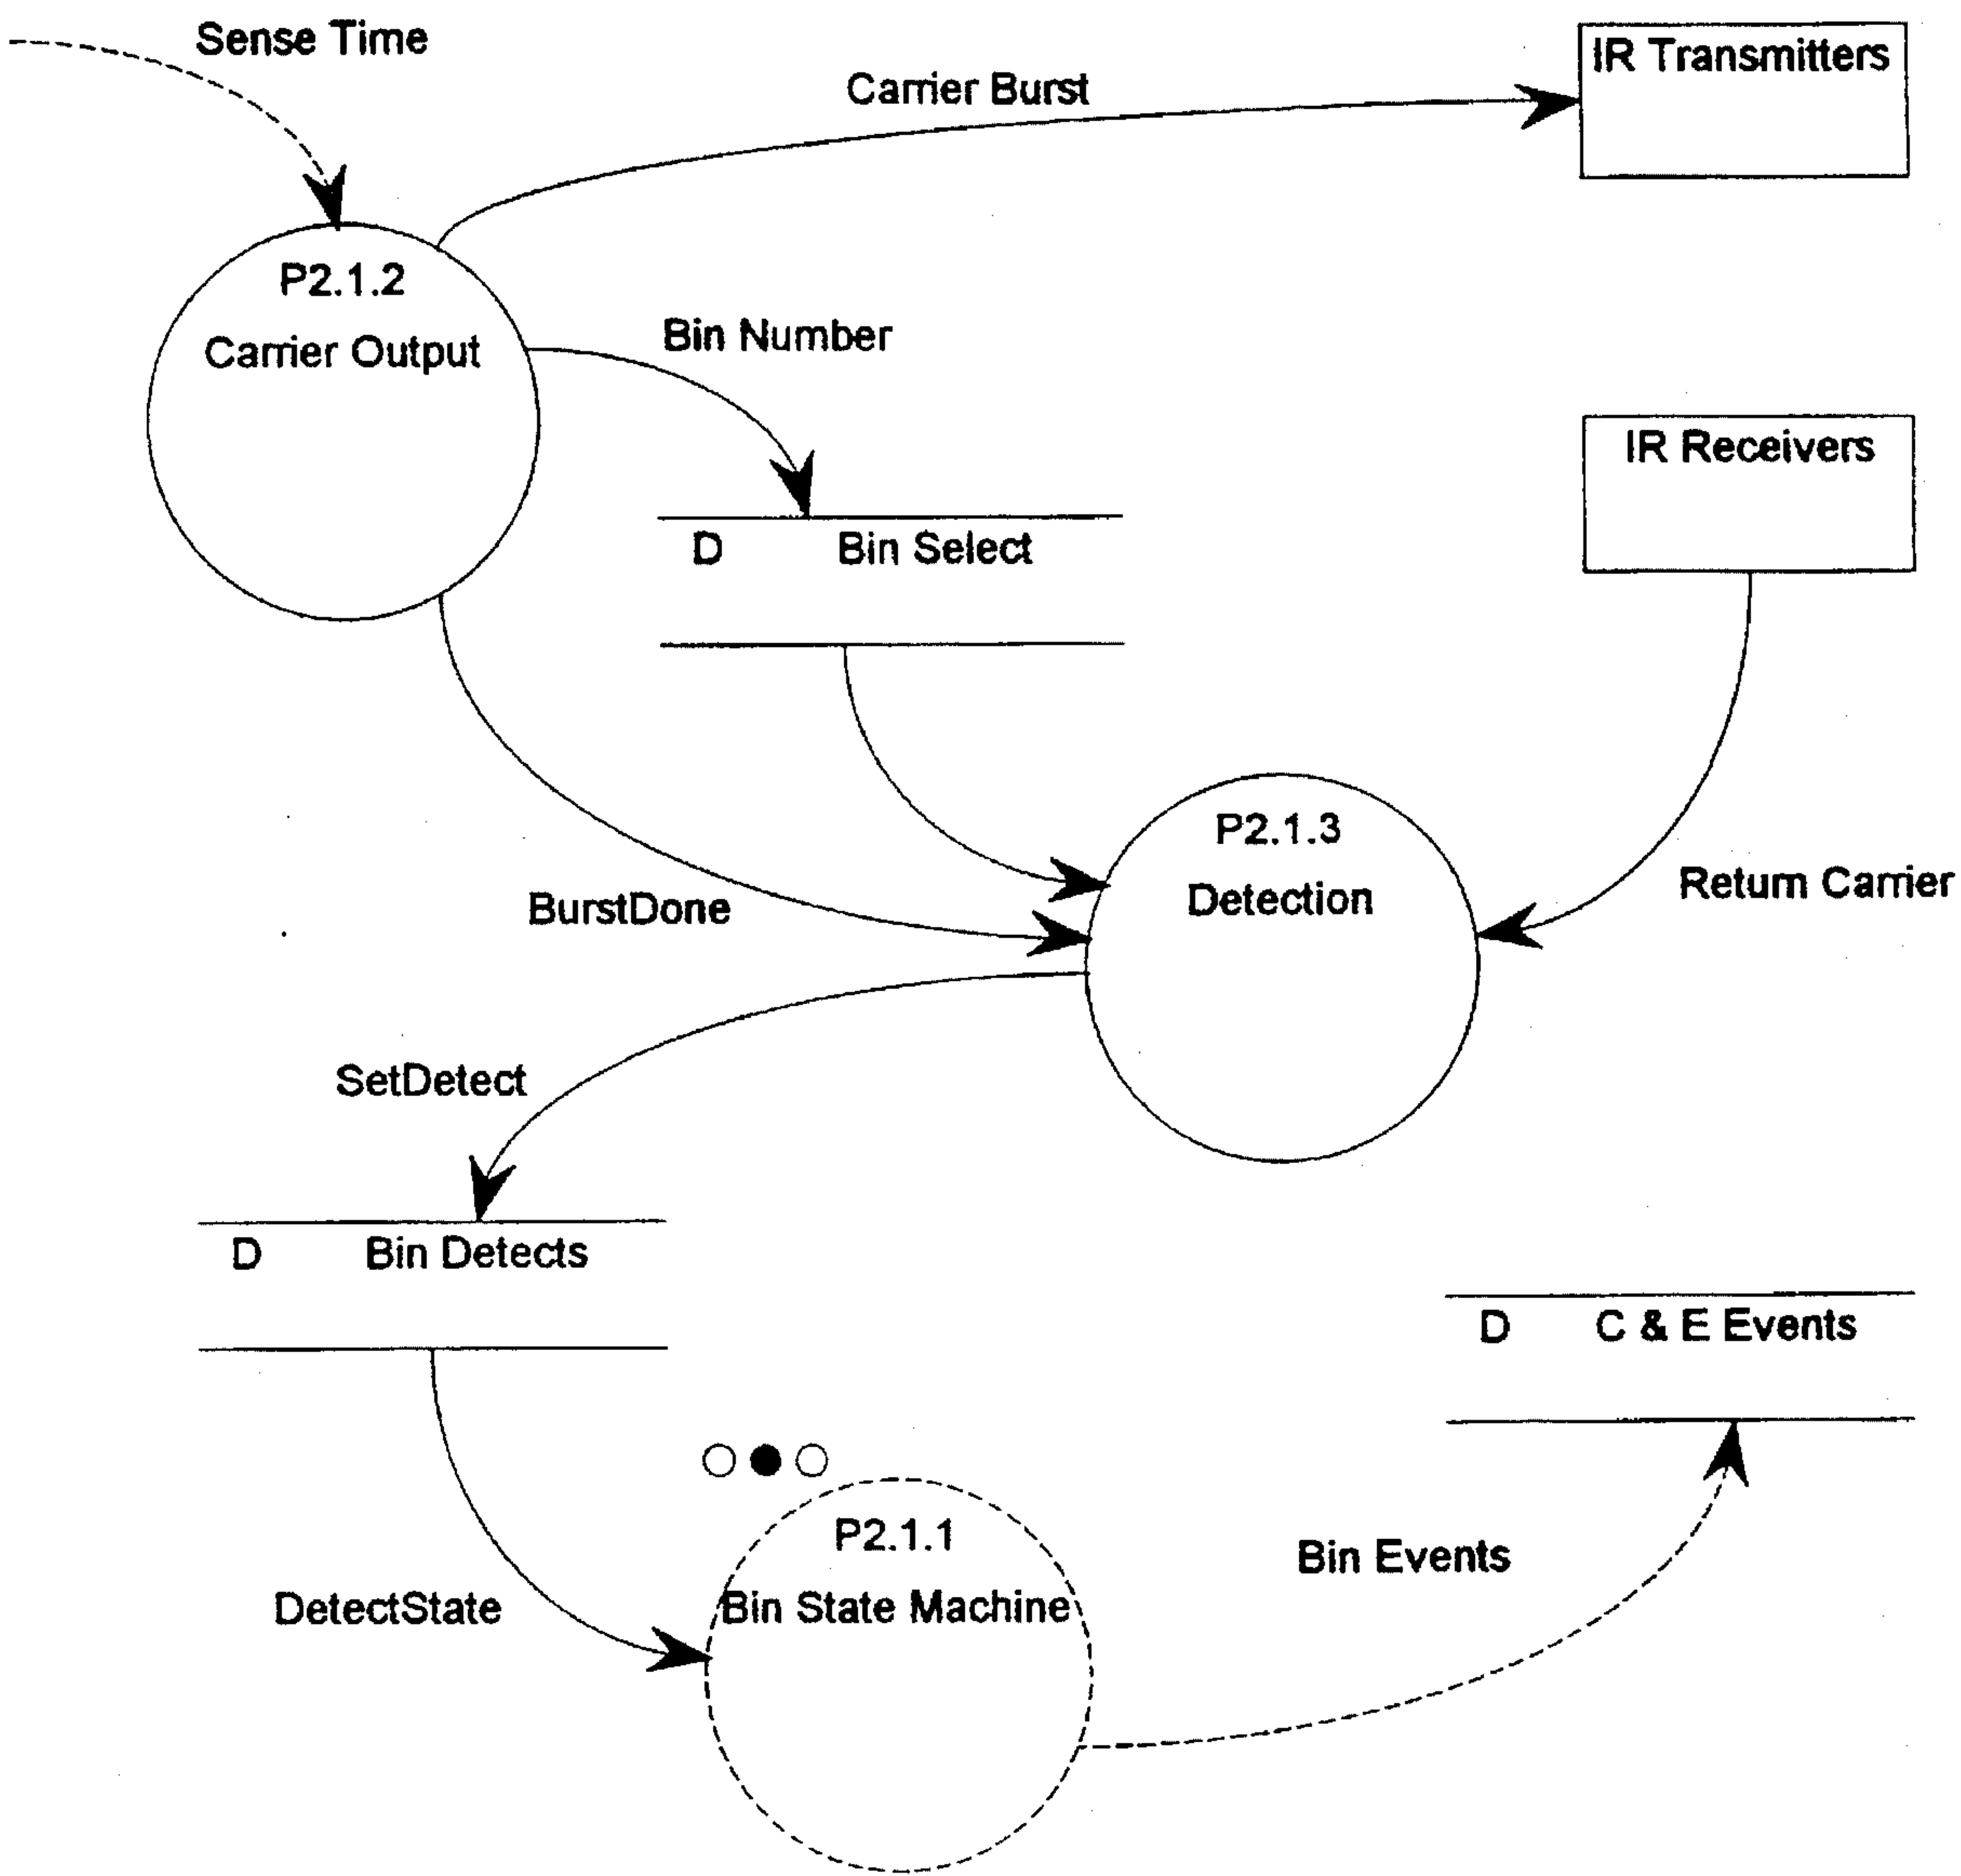 Sense Time
IR Transmitters
Carrier Burst
P2.1.2
Carrier Output
Bin Number
IR Receivers
D Bin Select
P2.1.3
Detection
Return Carrier
BurstDone
SetDetect
D Bin Detects
D C & E Events
P2.1.1
Bin State Machine
Bin Events
DetectState